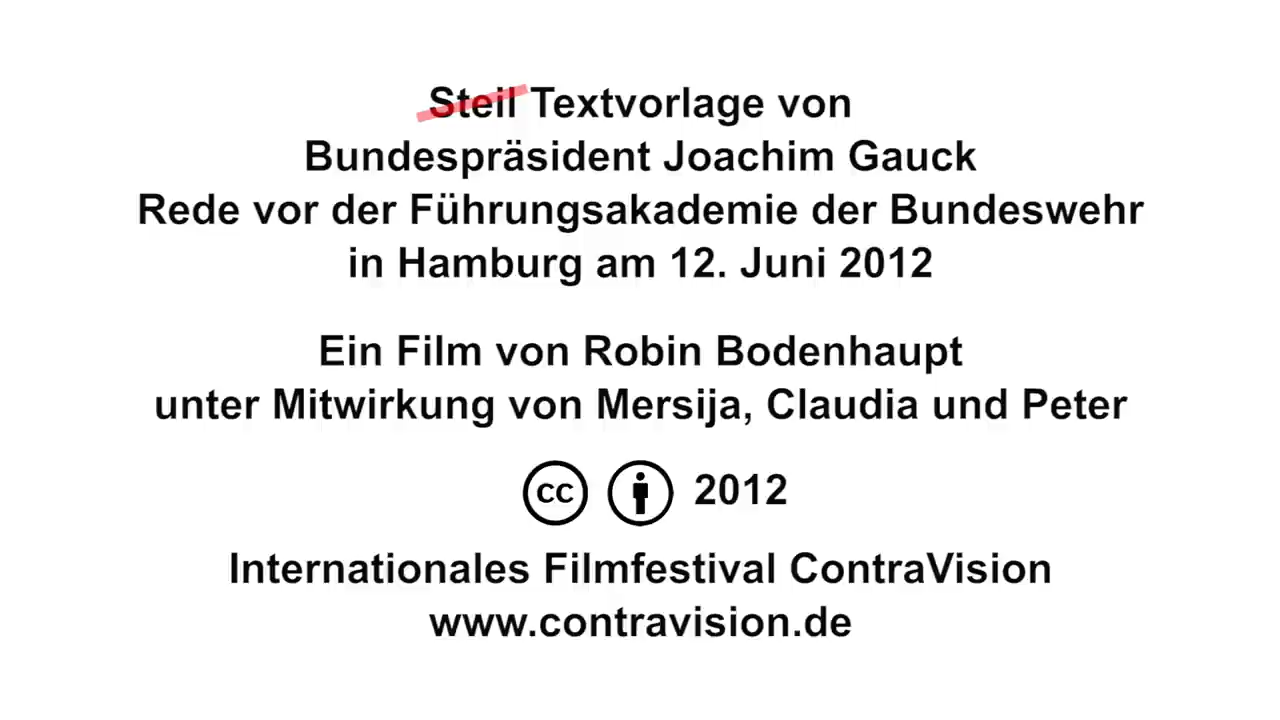 Steil Textvorlage von
Bundespräsident Joachim Gauck
Rede vor der Führungsakademie der Bundeswehr
in Hamburg am 12. Juni 2012
Ein Film von Robin Bodenhaupt
unter Mitwirkung von Mersija, Claudia und Peter
cc 2012
Internationales Filmfestival ContraVision
www.contravision.de